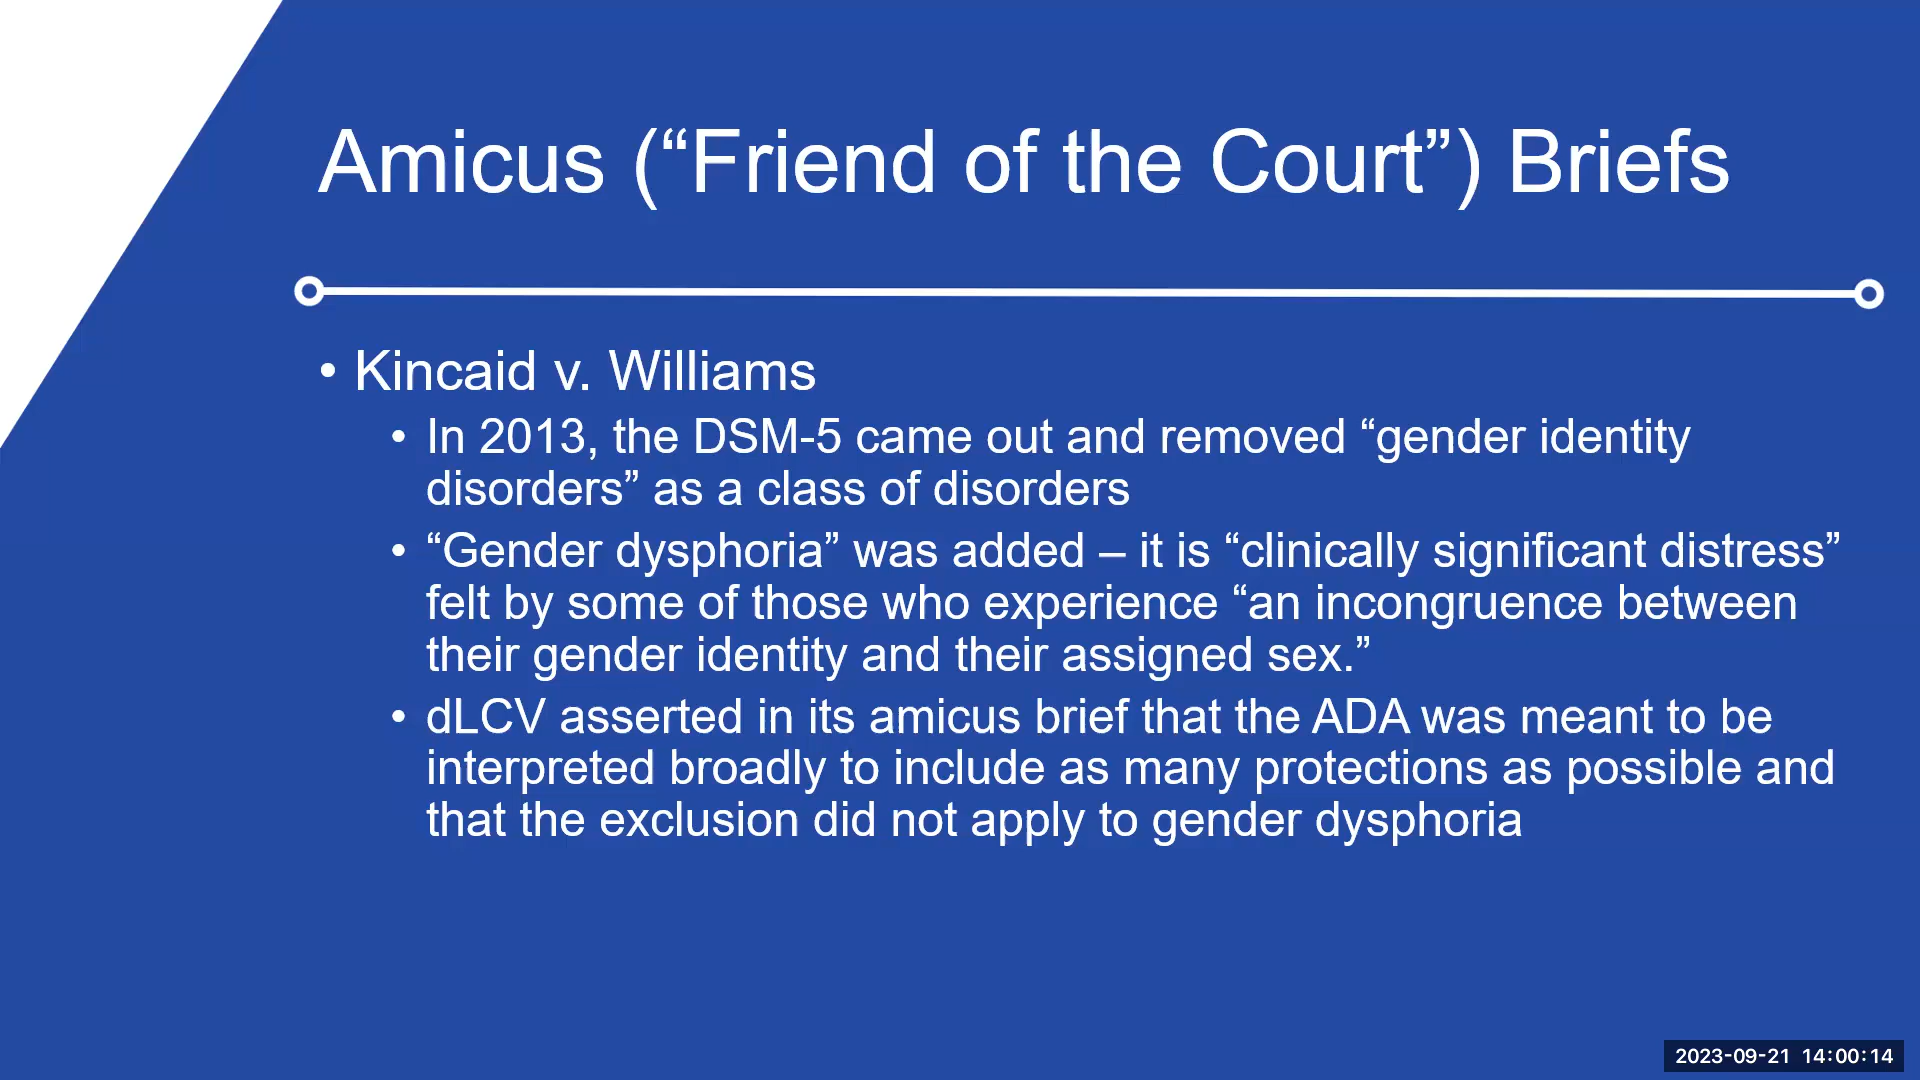 Amicus (“Friend of the Court”) Briefs
• Kincaid v. Williams
• In 2013, the DSM-5 came out and removed “gender identity
disorders” as a class of disorders
• “Gender dysphoria” was added – it is “clinically significant distress”
felt by some of those who experience “an incongruence between
their gender identity and their assigned sex.”
• dLCV asserted in its amicus brief that the ADA was meant to be
interpreted broadly to include as many protections as possible and
that the exclusion did not apply to gender dysphoria
2023-09-21 14:00:14